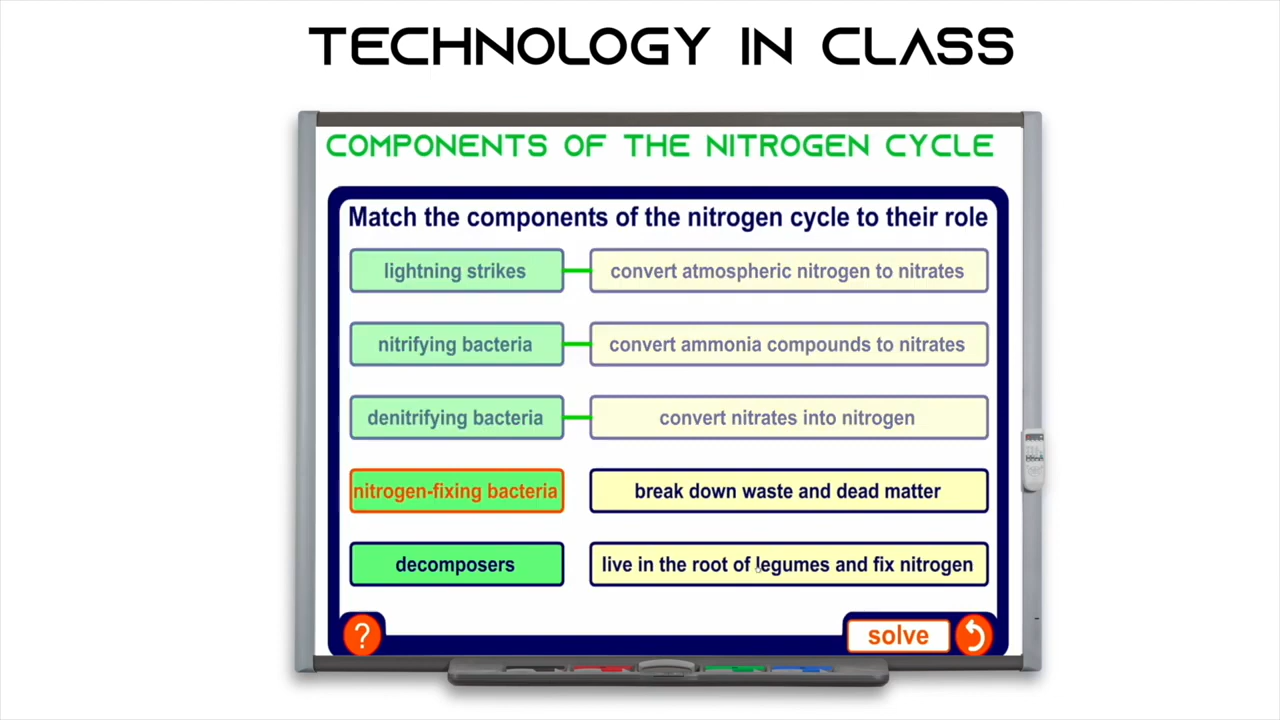 TECHNOLOGY IN CLASS
COMPONENTS OF THE NITROGEN CYCLE
Match the components of the nitrogen cycle to their role
lightning strikes
convert atmospheric nitrogen to nitrates
nitrifying bacteria
convert ammonia compounds to nitrates
denitrifying bacteria
convert nitrates into nitrogen
nitrogen-fixing bacteria
break down waste and dead matter
decomposers
live in the root of legumes and fix nitrogen
?
solve